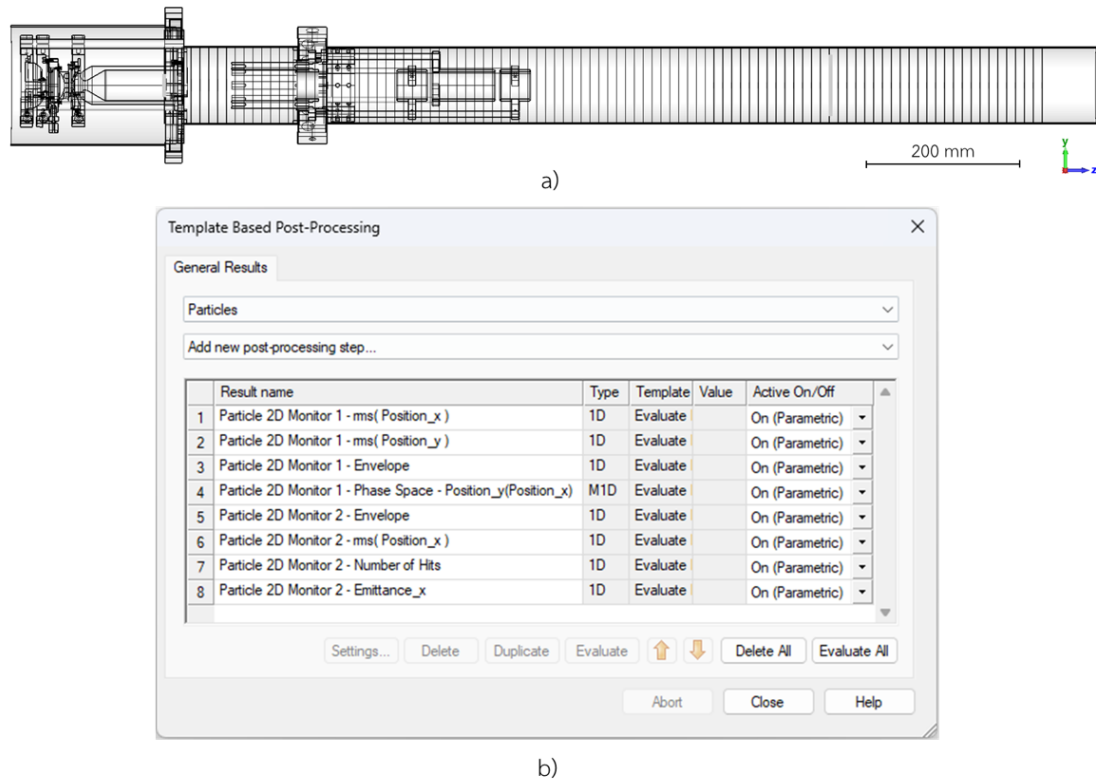 200 mm
y
z
a)
Template Based Post-Processing
General Results
Particles
Add new post-processing step...
Result name Type Template Value Active On/Off
1 Particle 2D Monitor 1 - rms( Position_x ) 1D Evaluate On (Parametric)
2 Particle 2D Monitor 1 - rms( Position_y ) 1D Evaluate On (Parametric)
3 Particle 2D Monitor 1 - Envelope 1D Evaluate On (Parametric)
4 Particle 2D Monitor 1 - Phase Space - Position_y(Position_x) M1D Evaluate On (Parametric)
5 Particle 2D Monitor 2 - Envelope 1D Evaluate On (Parametric)
6 Particle 2D Monitor 2 - rms( Position_x ) 1D Evaluate On (Parametric)
7 Particle 2D Monitor 2 - Number of Hits 1D Evaluate On (Parametric)
8 Particle 2D Monitor 2 - Emittance_x 1D Evaluate On (Parametric)
Settings... Delete Duplicate Evaluate Delete All Evaluate All
Abort Close Help
b)